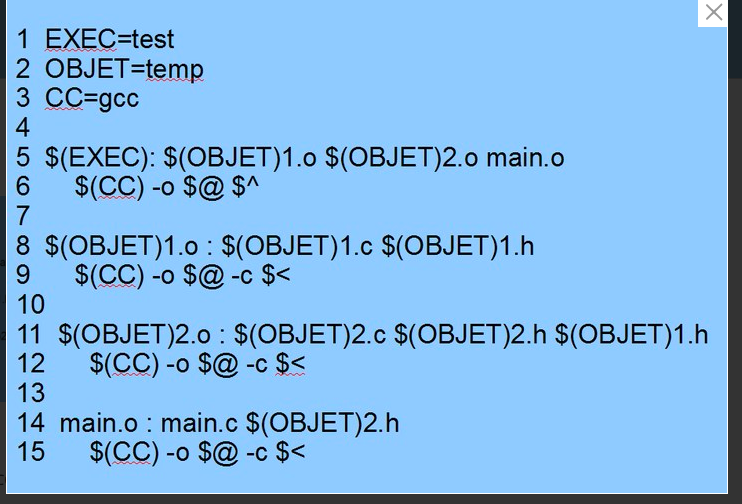 1 EXEC=test
2 OBJET=temp
3 CC=gcc
4
5 $(EXEC): $(OBJET)1.o $(OBJET)2.o main.o
6 $(CC) -o $@ $^
7
8 $(OBJET)1.o : $(OBJET)1.c $(OBJET)1.h
9 $(CC) -o $@ -c $<
10
11 $(OBJET)2.o : $(OBJET)2.c $(OBJET)2.h $(OBJET)1.h
12 $(CC) -o $@ -c $<
13
14 main.o : main.c $(OBJET)2.h
15 $(CC) -o $@ -c $<